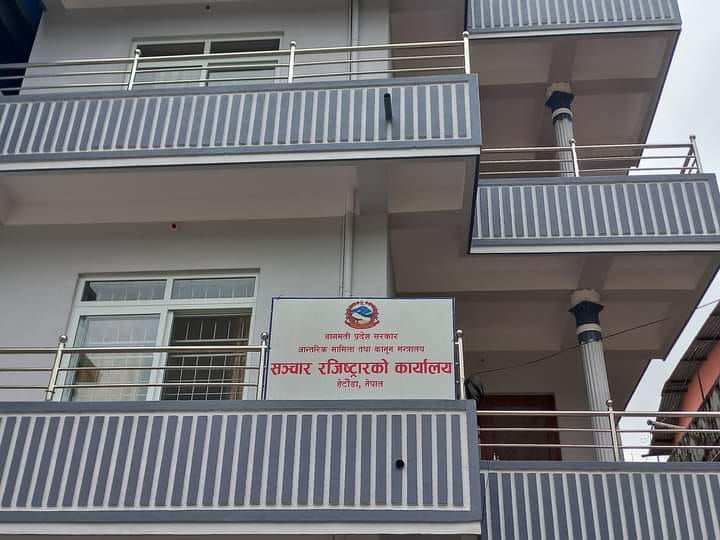 बागमती प्रदेश सरकार
आन्तरिक मामिला तथा कानून मन्त्रालय
सञ्चार रजिष्ट्रारको कार्यालय
हेटौंडा, नेपाल